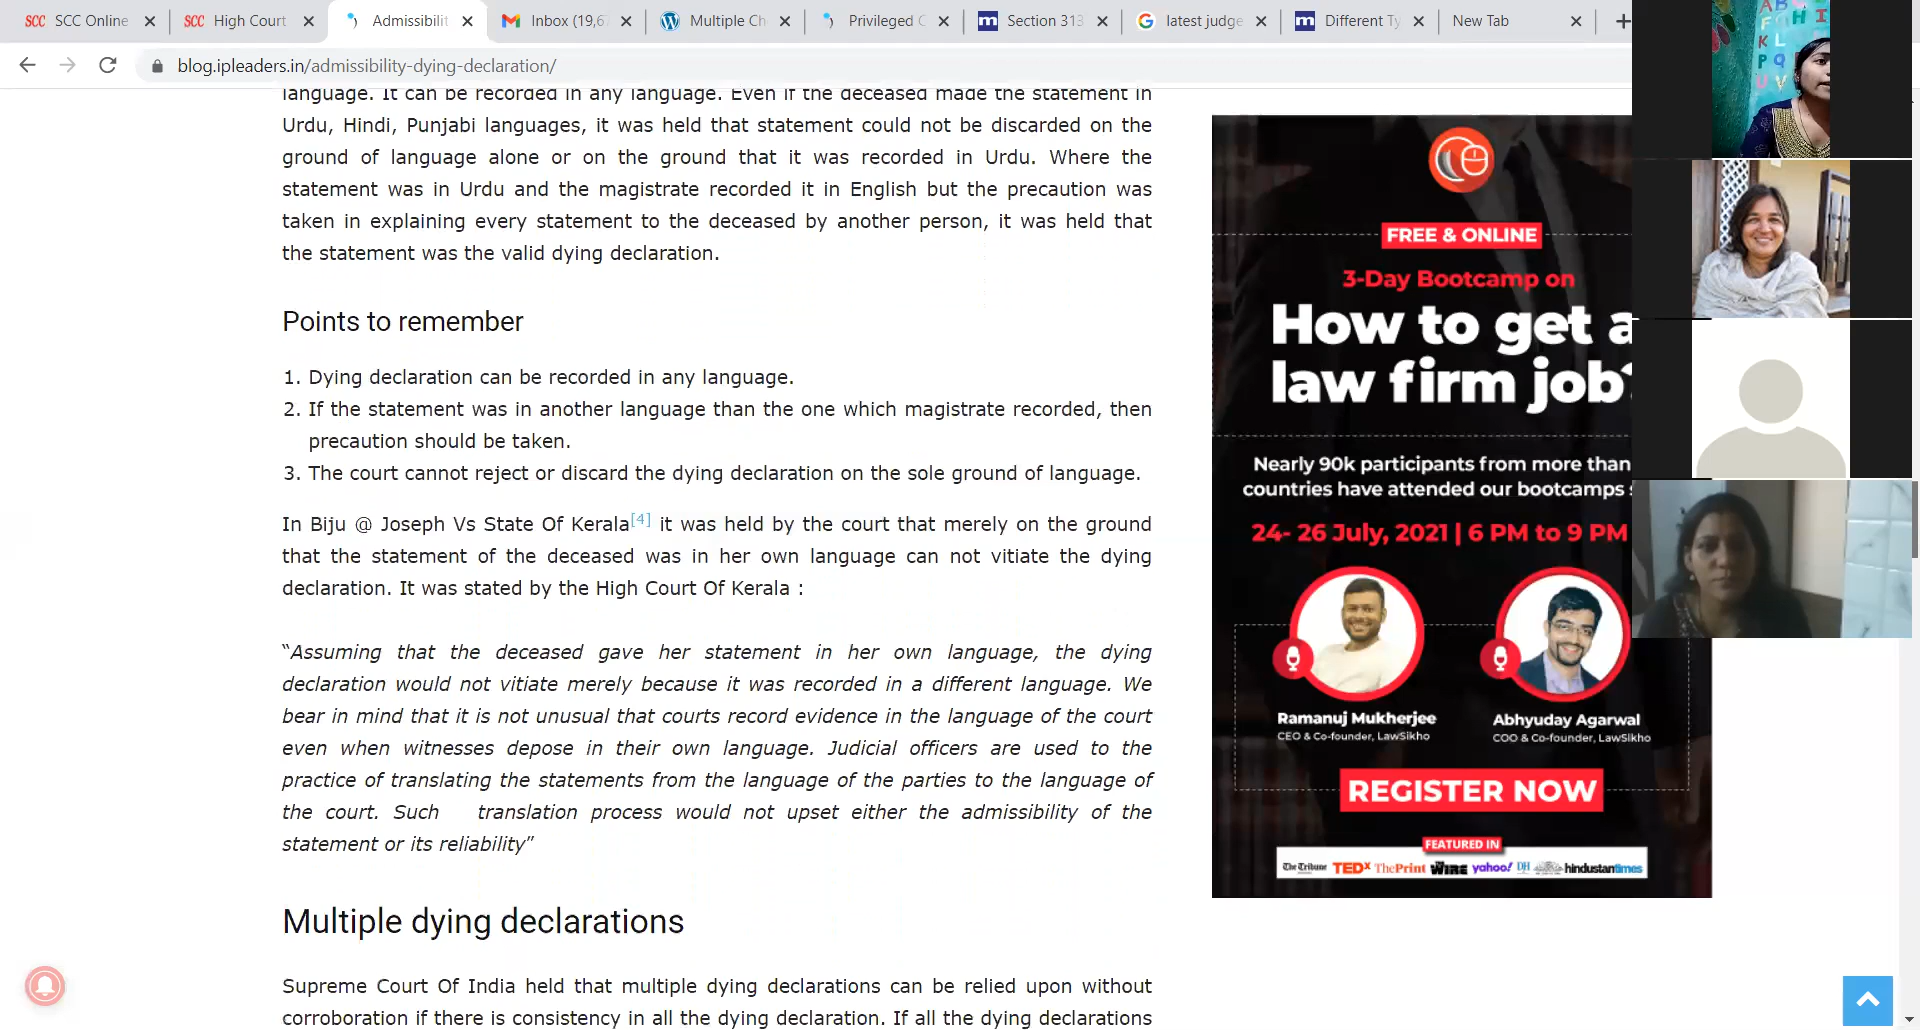 SCC SCC Online
SCC High Court
Admissibilit
Inbox (19,6
Multiple Ch
Privileged C
m Section 313
G latest judge
m Different Ty
New Tab
blog.ipleaders.in/admissibility-dying-declaration/
language. It can be recorded in any language. Even if the deceased made the statement in
Urdu, Hindi, Punjabi languages, it was held that statement could not be discarded on the
ground of language alone or on the ground that it was recorded in Urdu. Where the
statement was in Urdu and the magistrate recorded it in English but the precaution was
taken in explaining every statement to the deceased by another person, it was held that
the statement was the valid dying declaration.
Points to remember
1. Dying declaration can be recorded in any language.
2. If the statement was in another language than the one which magistrate recorded, then
precaution should be taken.
3. The court cannot reject or discard the dying declaration on the sole ground of language.
In Biju @ Joseph Vs State Of Kerala[4] it was held by the court that merely on the ground
that the statement of the deceased was in her own language can not vitiate the dying
declaration. It was stated by the High Court Of Kerala :
“Assuming that the deceased gave her statement in her own language, the dying
declaration would not vitiate merely because it was recorded in a different language. We
bear in mind that it is not unusual that courts record evidence in the language of the court
even when witnesses depose in their own language. Judicial officers are used to the
practice of translating the statements from the language of the parties to the language of
the court. Such translation process would not upset either the admissibility of the
statement or its reliability”
Multiple dying declarations
Supreme Court Of India held that multiple dying declarations can be relied upon without
corroboration if there is consistency in all the dying declaration. If all the dying declarations
FREE & ONLINE
3-Day Bootcamp on
How to get a
law firm job?
Nearly 90k participants from more than
countries have attended our bootcamps s
24- 26 July, 2021 | 6 PM to 9 PM
Ramanuj Mukherjee
CEO & Co-founder, LawSikho
Abhyuday Agarwal
COO & Co-founder, LawSikho
REGISTER NOW
FEATURED IN
The Tribune TEDx ThePrint THE WIRE yahoo! DH hindustantimes